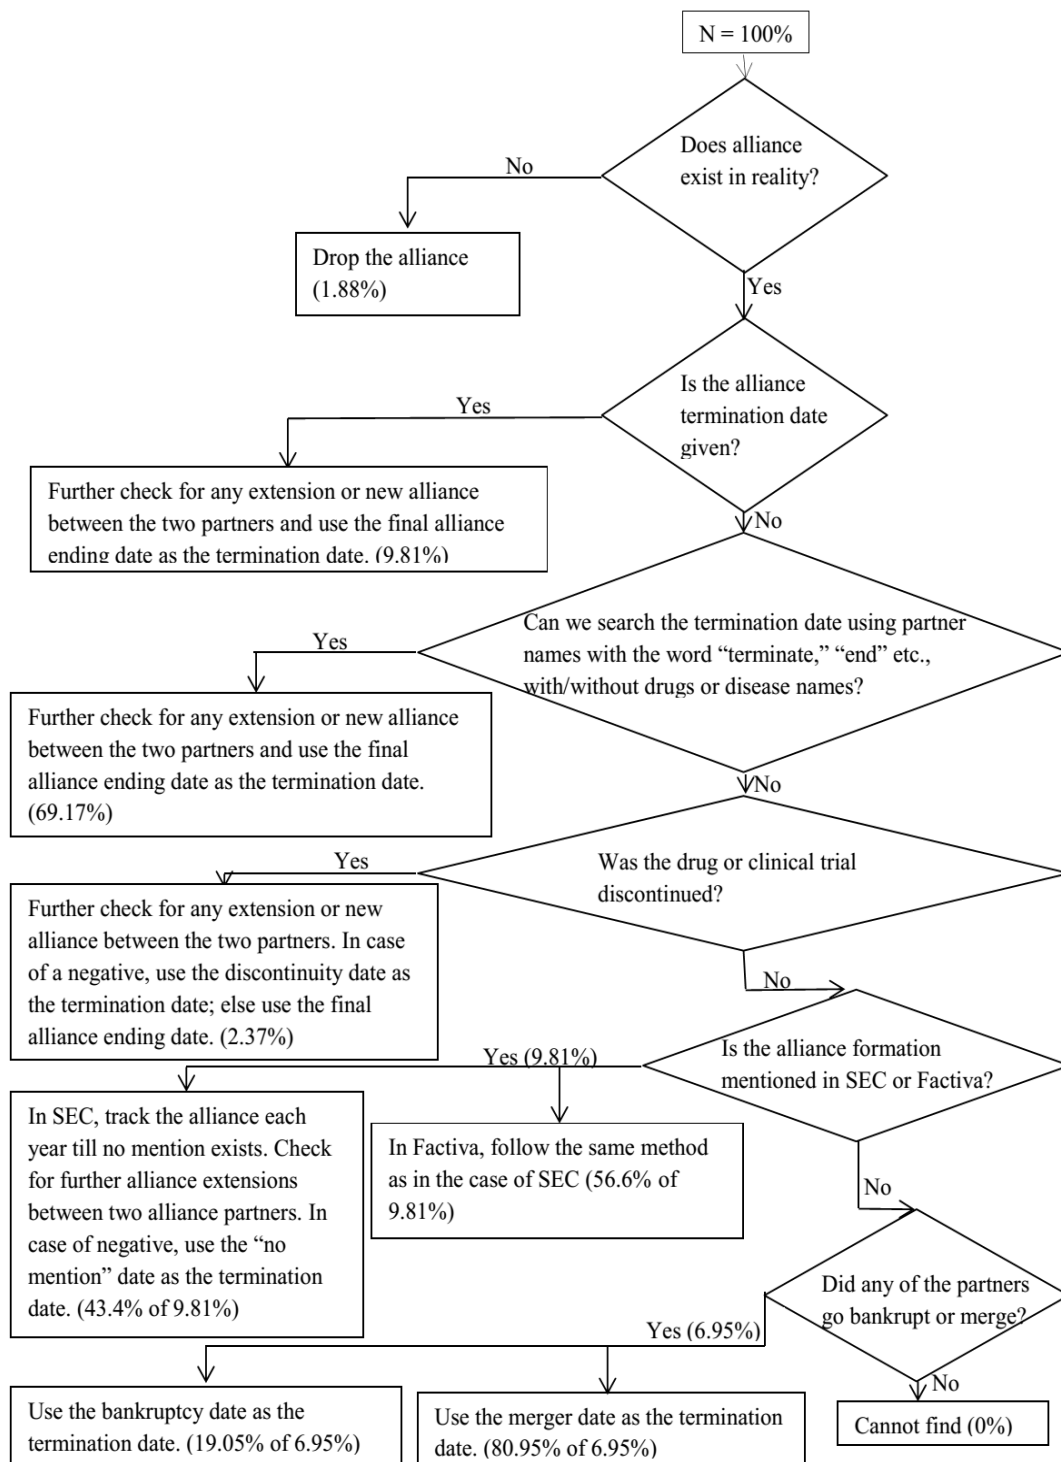 N = 100%
Does alliance
exist in reality?
No
Drop the alliance
(1.88%)
Yes
Is the alliance
termination date
given?
Yes
Further check for any extension or new alliance
between the two partners and use the final alliance
ending date as the termination date. (9.81%)
No
Can we search the termination date using partner
names with the word “terminate,” “end” etc.,
with/without drugs or disease names?
Yes
Further check for any extension or new alliance
between the two partners and use the final
alliance ending date as the termination date.
(69.17%)
No
Was the drug or clinical trial
discontinued?
Yes
Further check for any extension or new
alliance between the two partners. In case
of a negative, use the discontinuity date as
the termination date; else use the final
alliance ending date. (2.37%)
No
Is the alliance formation
mentioned in SEC or Factiva?
Yes (9.81%)
In SEC, track the alliance each
year till no mention exists. Check
for further alliance extensions
between two alliance partners. In
case of negative, use the “no
mention” date as the termination
date. (43.4% of 9.81%)
In Factiva, follow the same method
as in the case of SEC (56.6% of
9.81%)
No
Did any of the partners
go bankrupt or merge?
Yes (6.95%)
Use the bankruptcy date as the
termination date. (19.05% of 6.95%)
Use the merger date as the termination
date. (80.95% of 6.95%)
No
Cannot find (0%)